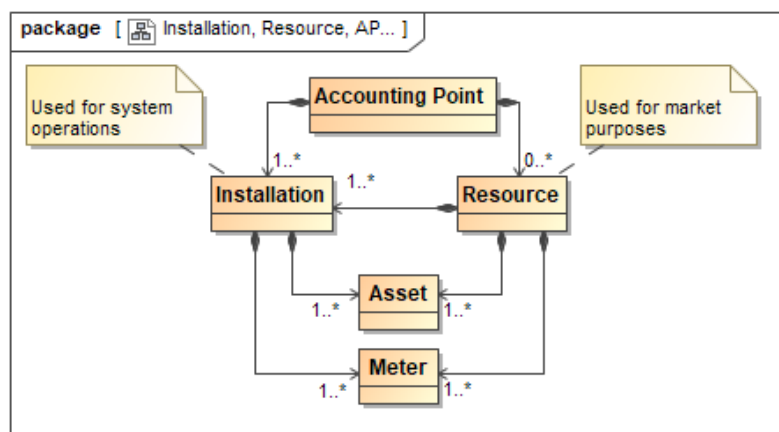 package [ Installation, Resource, AP... ]
Used for system
operations
Accounting Point
Used for market
purposes
1..*
0..*
Installation
1..*
Resource
1..*
Asset
1..*
1..*
Meter
1..*